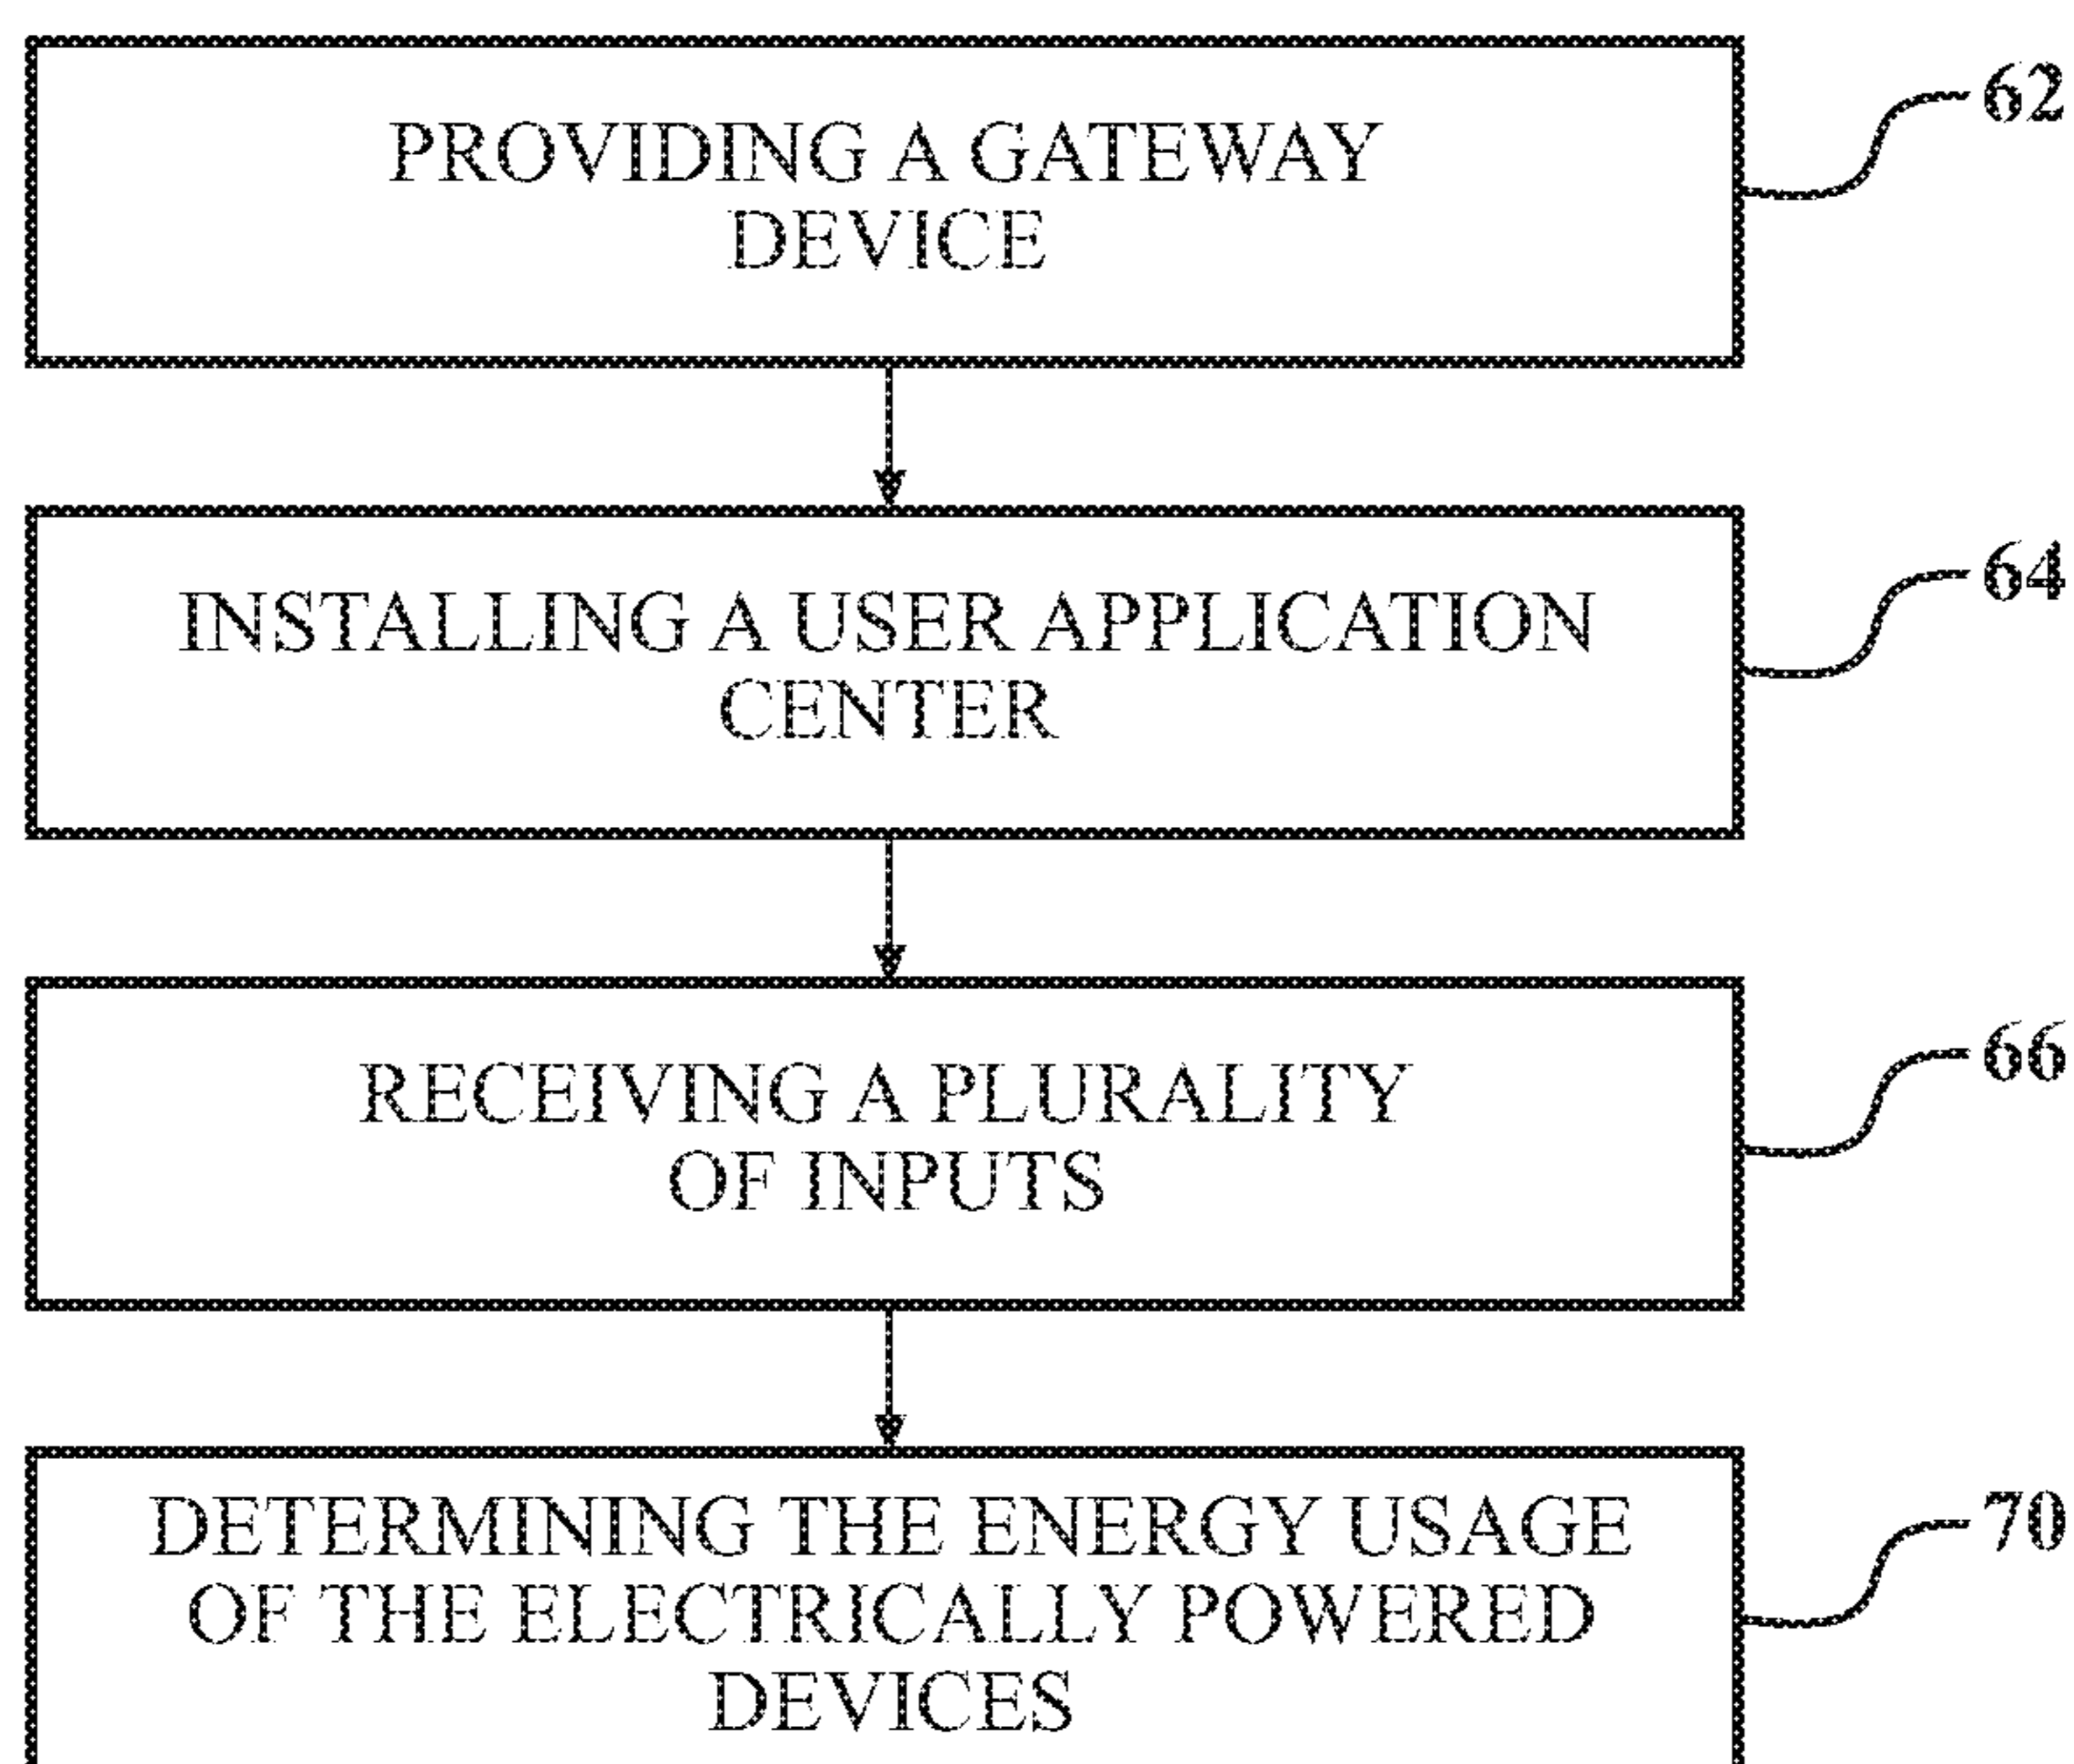 PROVIDING A GATEWAY
DEVICE
62
INSTALLING A USER APPLICATION
CENTER
64
RECEIVING A PLURALITY
OF INPUTS
66
DETERMINING THE ENERGY USAGE
OF THE ELECTRICALLY POWERED
DEVICES
70